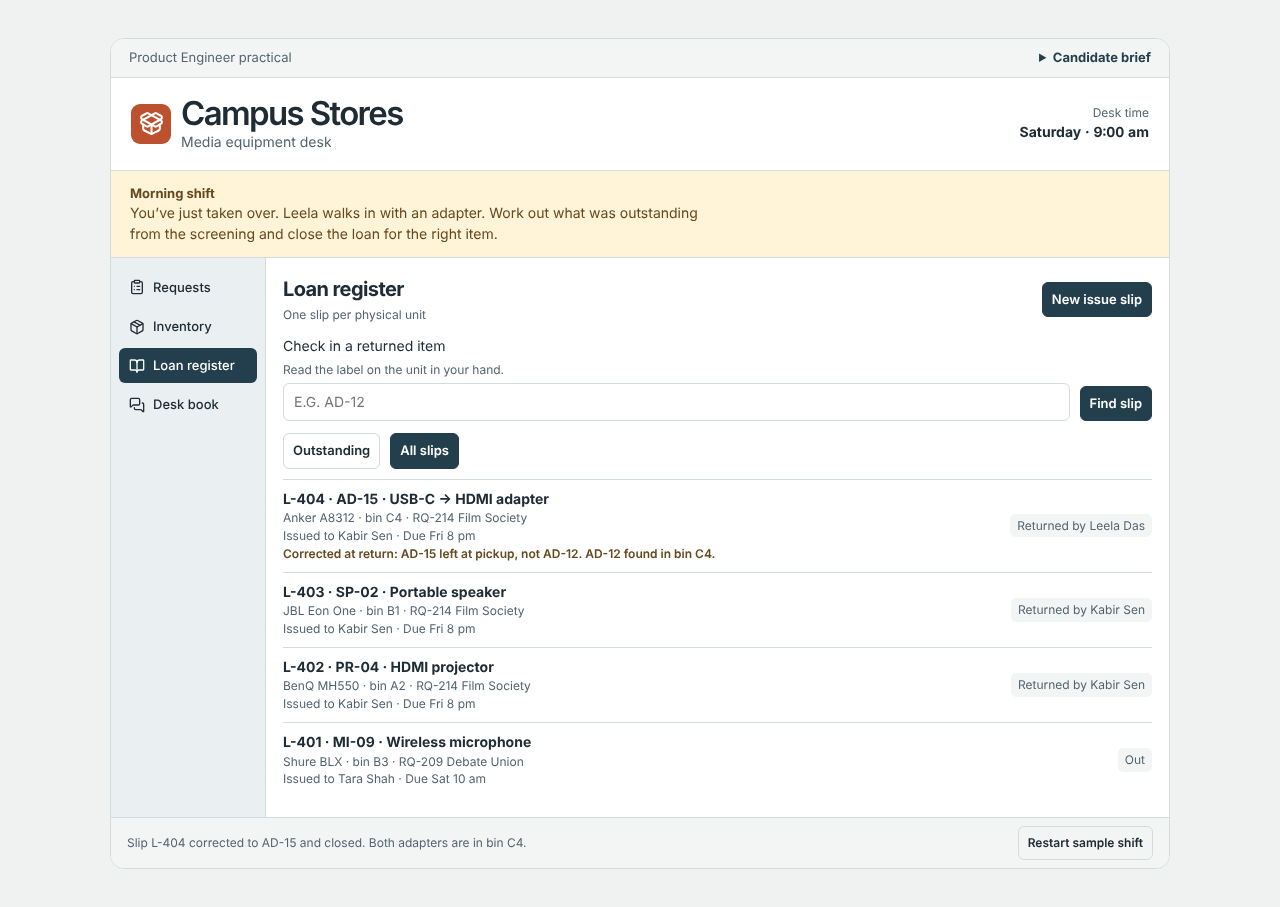 Product Engineer practical
▶ Candidate brief
Campus Stores
Media equipment desk
Desk time
Saturday · 9:00 am
Morning shift
You’ve just taken over. Leela walks in with an adapter. Work out what was outstanding
from the screening and close the loan for the right item.
Requests
Inventory
Loan register
Desk book
Loan register
One slip per physical unit
New issue slip
Check in a returned item
Read the label on the unit in your hand.
E.G. AD-12
Find slip
Outstanding
All slips
L-404 · AD-15 · USB-C → HDMI adapter
Anker A8312 · bin C4 · RQ-214 Film Society
Issued to Kabir Sen · Due Fri 8 pm
Corrected at return: AD-15 left at pickup, not AD-12. AD-12 found in bin C4.
Returned by Leela Das
L-403 · SP-02 · Portable speaker
JBL Eon One · bin B1 · RQ-214 Film Society
Issued to Kabir Sen · Due Fri 8 pm
Returned by Kabir Sen
L-402 · PR-04 · HDMI projector
BenQ MH550 · bin A2 · RQ-214 Film Society
Issued to Kabir Sen · Due Fri 8 pm
Returned by Kabir Sen
L-401 · MI-09 · Wireless microphone
Shure BLX · bin B3 · RQ-209 Debate Union
Issued to Tara Shah · Due Sat 10 am
Out
Slip L-404 corrected to AD-15 and closed. Both adapters are in bin C4.
Restart sample shift